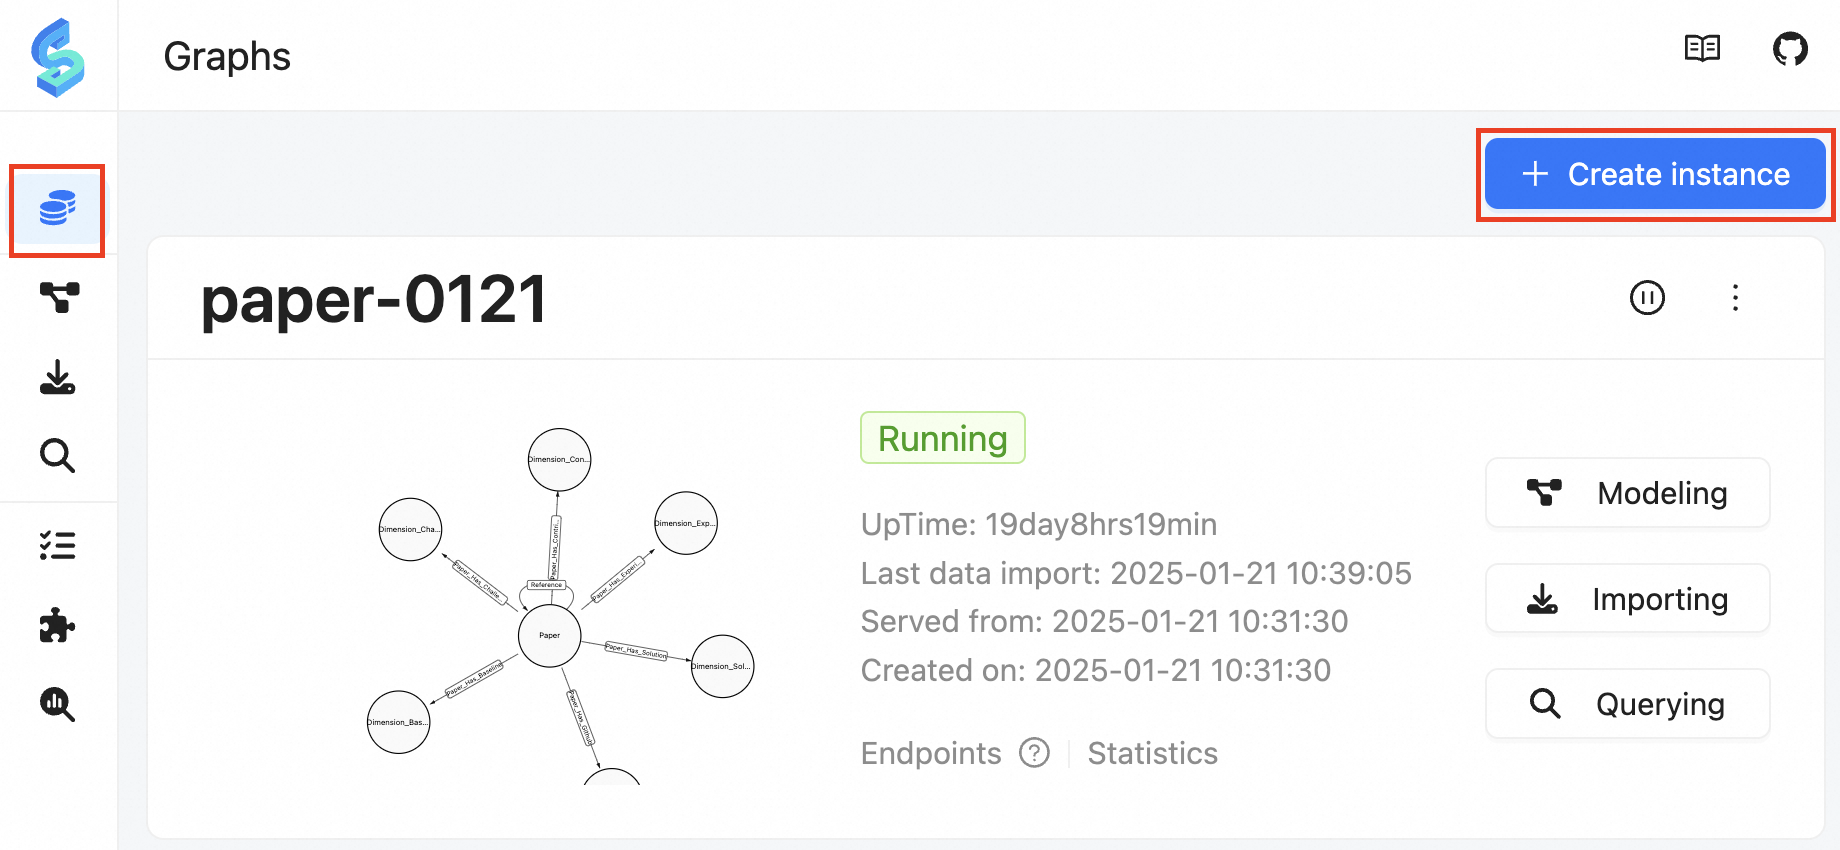 Graphs
Create instance
paper-0121
Dimension_Con...
Dimension_Exp...
Dimension_Cha...
Paper_Has_Contri...
Paper_Has_Experi...
Paper_Has_Challe...
Reference
Paper
Paper_Has_Solution
Dimension_Sol...
Paper_Has_Baseline
Paper_Has_Github
Dimension_Bas...
Running
UpTime: 19day8hrs19min
Last data import: 2025-01-21 10:39:05
Served from: 2025-01-21 10:31:30
Created on: 2025-01-21 10:31:30
Endpoints ? Statistics
Modeling
Importing
Querying